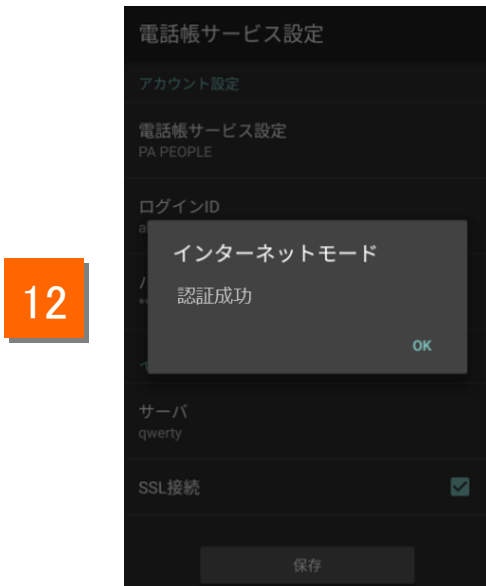 12
電話帳サービス設定
アカウント設定
電話帳サービス設定
PA PEOPLE
ログインID
a
インターネットモード
認証成功
OK
サーバ
qwerty
SSL接続
保存